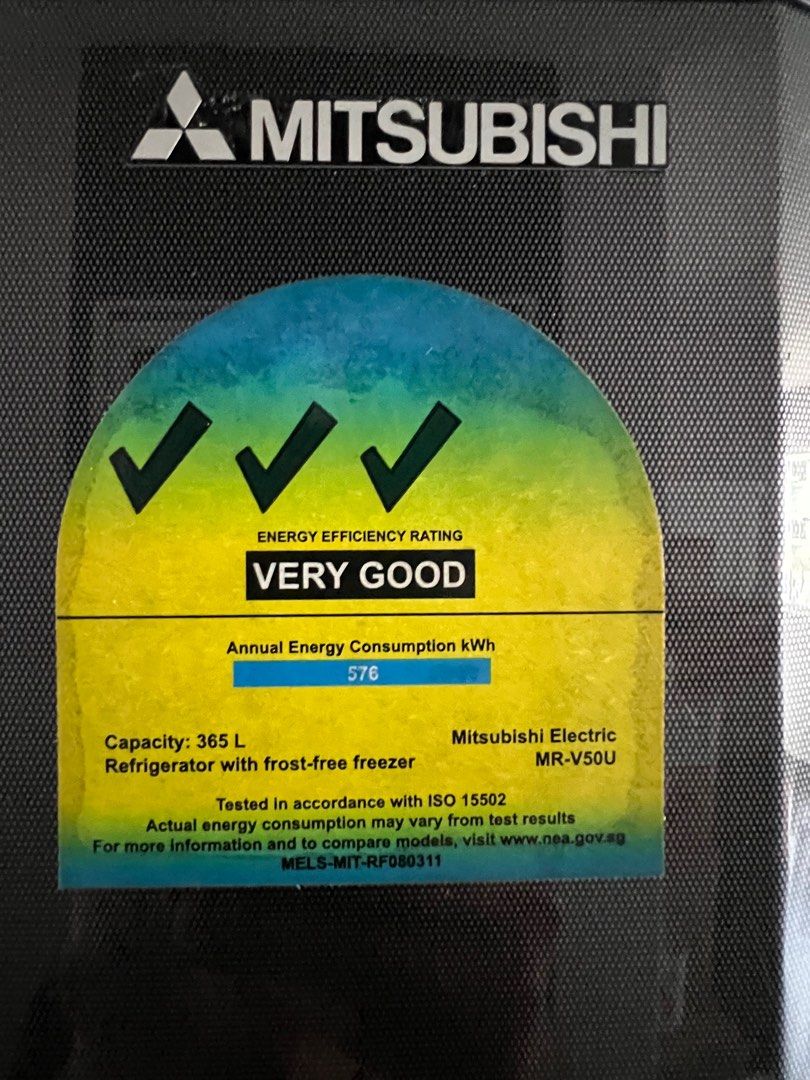 MITSUBISHI
ENERGY EFFICIENCY RATING
VERY GOOD
Annual Energy Consumption kWh
576
Capacity: 365 L
Refrigerator with frost-free freezer
Mitsubishi Electric
MR-V50U
Tested in accordance with ISO 15502
Actual energy consumption may vary from test results
For more information and to compare models, visit www.nea.gov.sg
MELS-MIT-RF080311